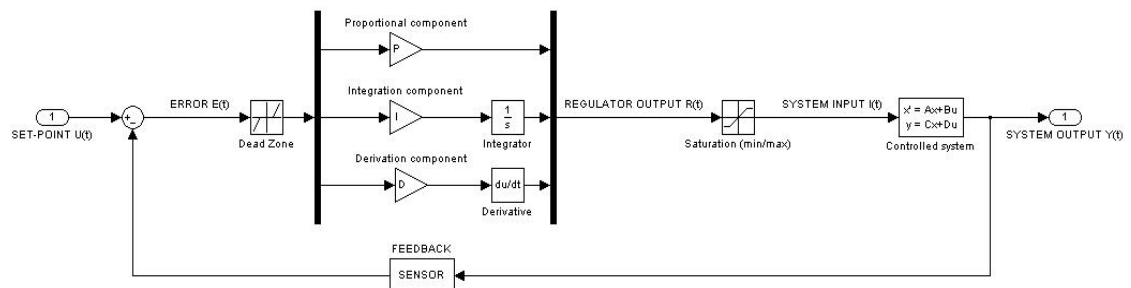 Proportional component
P
ERROR E(t)
Integration component
REGULATOR OUTPUT R(t)
SYSTEM INPUT I(t)
1
+
−
I
1
s
x' = Ax+Bu
y = Cx+Du
1
SET-POINT U(t)
Dead Zone
Integrator
Saturation (min/max)
Controlled system
SYSTEM OUTPUT Y(t)
Derivation component
D
du/dt
Derivative
FEEDBACK
SENSOR